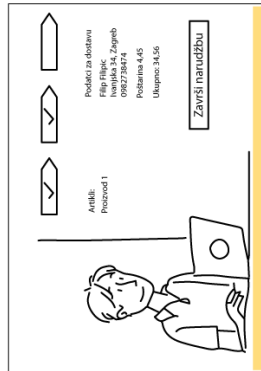 Artikli:
Proizvod 1
Podatci za dostavu
Filip Filipic
Ivanjska 34, Zagreb
0982738474
Poštarina 4,45
Ukupno: 34,56
Završi narudžbu